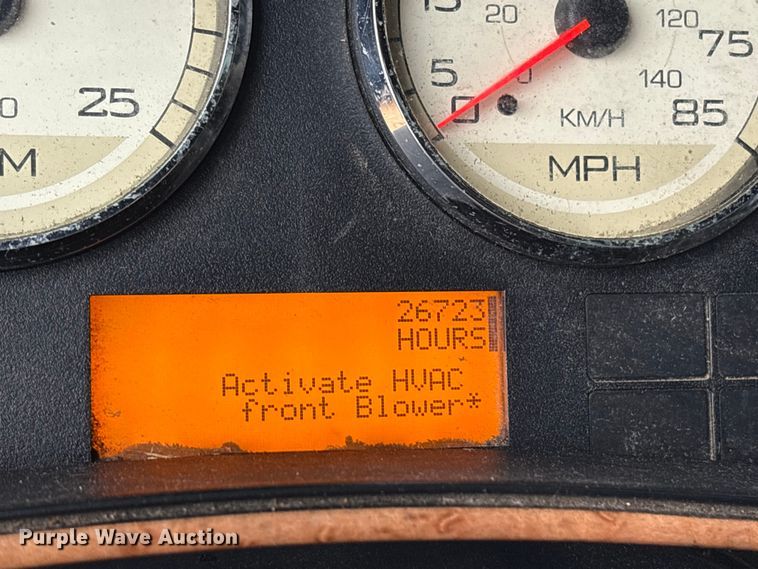 15
20
120
75
5
0
140
0
25
KM/H
85
M
MPH
26723
HOURS
Activate HVAC
front Blower*
Purple Wave Auction